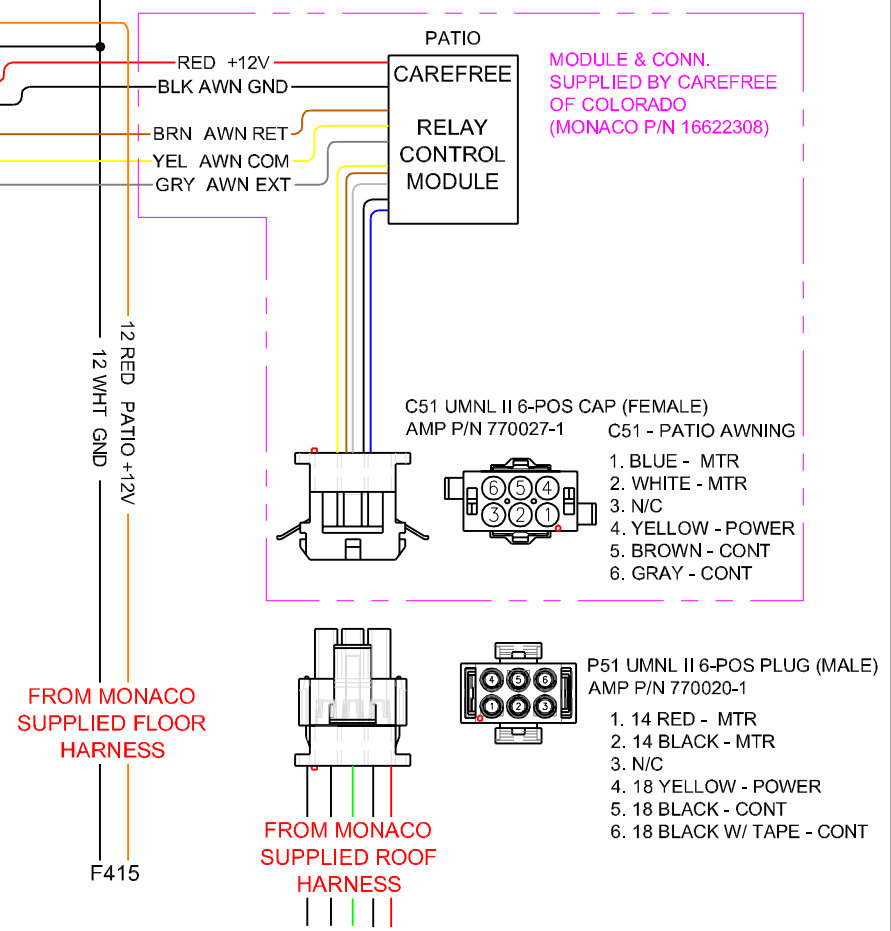 PATIO
CAREFREE
RELAY
CONTROL
MODULE
MODULE & CONN.
SUPPLIED BY CAREFREE
OF COLORADO
(MONACO P/N 16622308)
RED +12V
BLK AWN GND
BRN AWN RET
YEL AWN COM
GRY AWN EXT
12 RED PATIO +12V
12 WHT GND
C51 UMNL II 6-POS CAP (FEMALE)
AMP P/N 770027-1
C51 - PATIO AWNING
1. BLUE - MTR
2. WHITE - MTR
3. N/C
4. YELLOW - POWER
5. BROWN - CONT
6. GRAY - CONT
6 5 4
3 2 1
P51 UMNL II 6-POS PLUG (MALE)
AMP P/N 770020-1
4 5 6
1 2 3
1. 14 RED - MTR
2. 14 BLACK - MTR
3. N/C
4. 18 YELLOW - POWER
5. 18 BLACK - CONT
6. 18 BLACK W/ TAPE - CONT
FROM MONACO
SUPPLIED FLOOR
HARNESS
FROM MONACO
SUPPLIED ROOF
HARNESS
F415